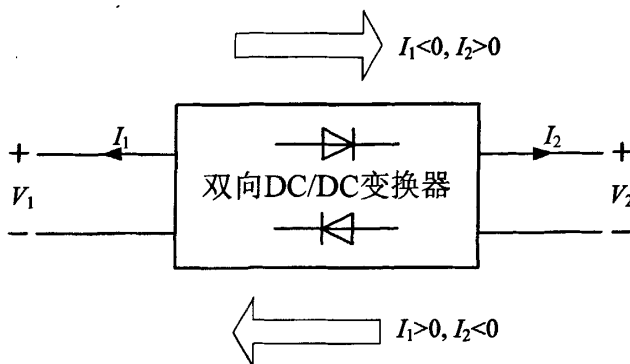 I₁<0, I₂>0
I₁
I₂
+
+
双向DC/DC变换器
V₁
V₂
−
−
I₁>0, I₂<0